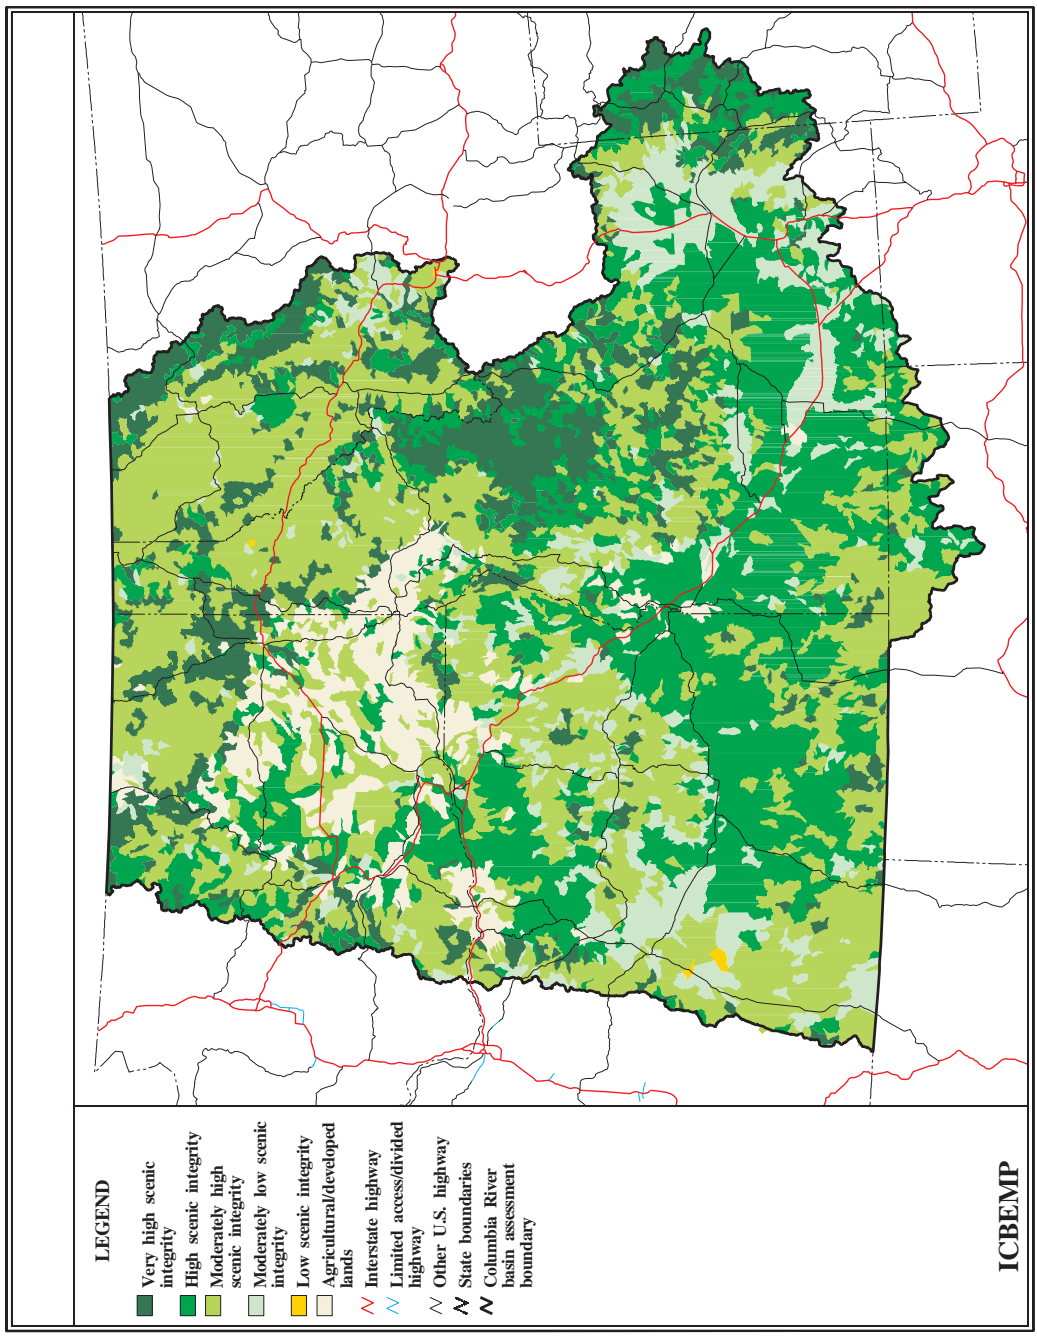 LEGEND
Very high scenic
integrity
High scenic integrity
Moderately high
scenic integrity
Moderately low scenic
integrity
Low scenic integrity
Agricultural/developed
lands
Interstate highway
Limited access/divided
highway
Other U.S. highway
State boundaries
Columbia River
basin assessment
boundary
ICBEMP